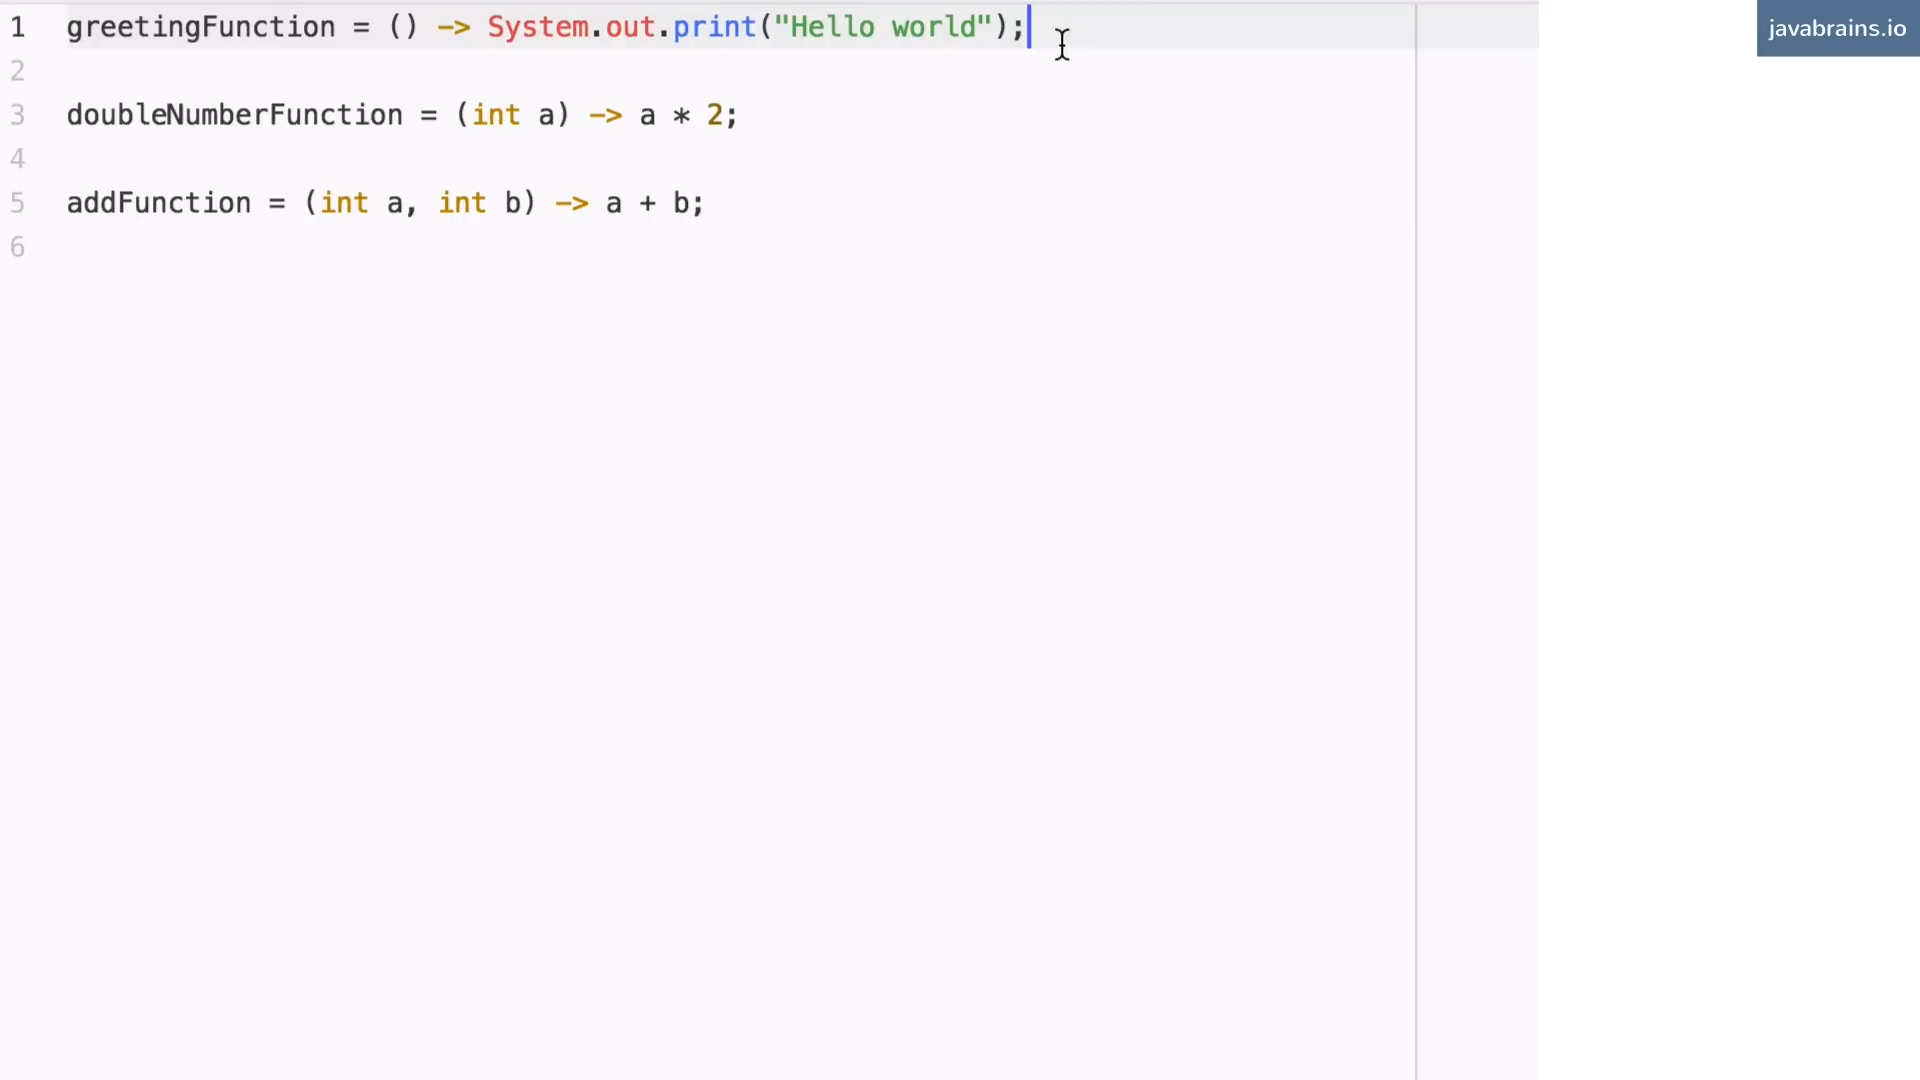 1 greetingFunction = () -> System.out.print("Hello world");
javabrains.io
2
3 doubleNumberFunction = (int a) -> a * 2;
4
5 addFunction = (int a, int b) -> a + b;
6